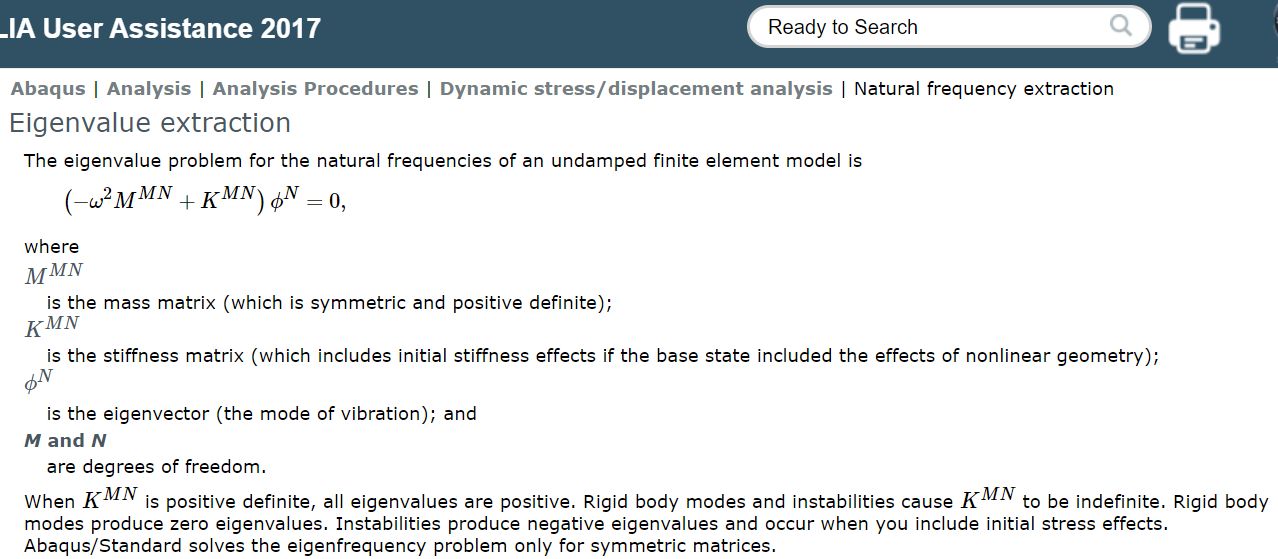 LIA User Assistance 2017
Ready to Search
Abaqus | Analysis | Analysis Procedures | Dynamic stress/displacement analysis | Natural frequency extraction
Eigenvalue extraction
The eigenvalue problem for the natural frequencies of an undamped finite element model is
(−ω²M^{MN} + K^{MN}) ϕ^N = 0,
where
M^{MN}
is the mass matrix (which is symmetric and positive definite);
K^{MN}
is the stiffness matrix (which includes initial stiffness effects if the base state included the effects of nonlinear geometry);
ϕ^N
is the eigenvector (the mode of vibration); and
M and N
are degrees of freedom.
When K^{MN} is positive definite, all eigenvalues are positive. Rigid body modes and instabilities cause K^{MN} to be indefinite. Rigid body
modes produce zero eigenvalues. Instabilities produce negative eigenvalues and occur when you include initial stress effects.
Abaqus/Standard solves the eigenfrequency problem only for symmetric matrices.